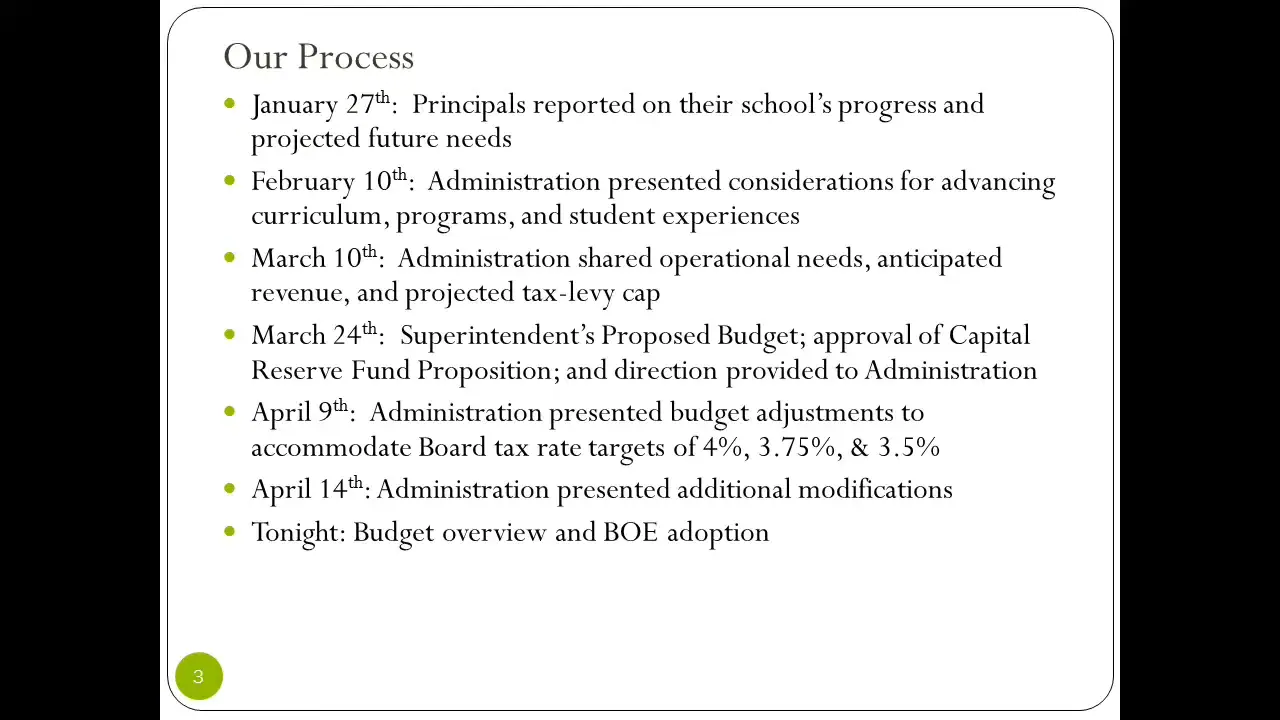 Our Process
• January 27th: Principals reported on their school’s progress and
projected future needs
• February 10th: Administration presented considerations for advancing
curriculum, programs, and student experiences
• March 10th: Administration shared operational needs, anticipated
revenue, and projected tax-levy cap
• March 24th: Superintendent’s Proposed Budget; approval of Capital
Reserve Fund Proposition; and direction provided to Administration
• April 9th: Administration presented budget adjustments to
accommodate Board tax rate targets of 4%, 3.75%, & 3.5%
• April 14th: Administration presented additional modifications
• Tonight: Budget overview and BOE adoption
3